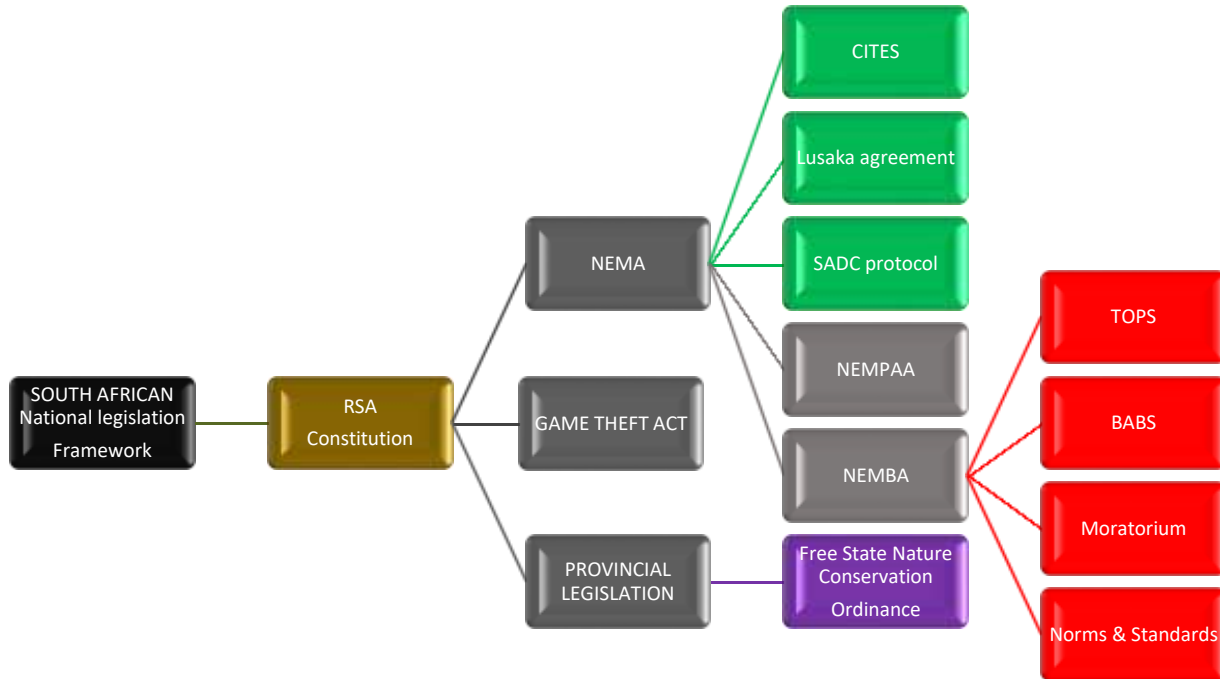 CITES
Lusaka agreement
NEMA
SADC protocol
TOPS
NEMPAA
SOUTH AFRICAN
National legislation
Framework
RSA
Constitution
GAME THEFT ACT
BABS
NEMBA
Moratorium
PROVINCIAL
LEGISLATION
Free State Nature
Conservation
Ordinance
Norms & Standards